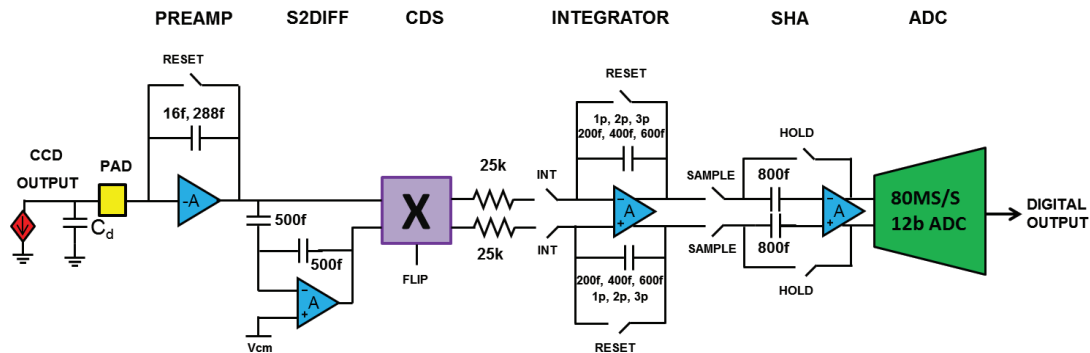 PREAMP
S2DIFF
CDS
INTEGRATOR
SHA
ADC
RESET
16f, 288f
CCD
OUTPUT
PAD
-A
C_d
500f
500f
A
Vcm
X
FLIP
25k
25k
INT
INT
RESET
1p, 2p, 3p
200f, 400f, 600f
A
200f, 400f, 600f
1p, 2p, 3p
RESET
SAMPLE
SAMPLE
HOLD
800f
800f
A
HOLD
80MS/S
12b ADC
DIGITAL
OUTPUT